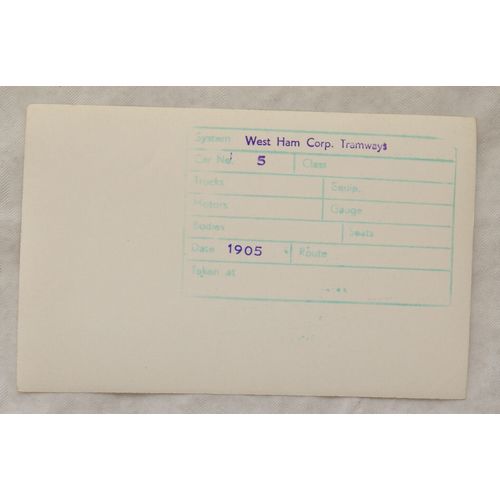 System West Ham Corp. Tramways
Car No. 5 Class
Trucks Equip.
Motors Gauge
Bodies Seats
Date 1905 Route
Taken at